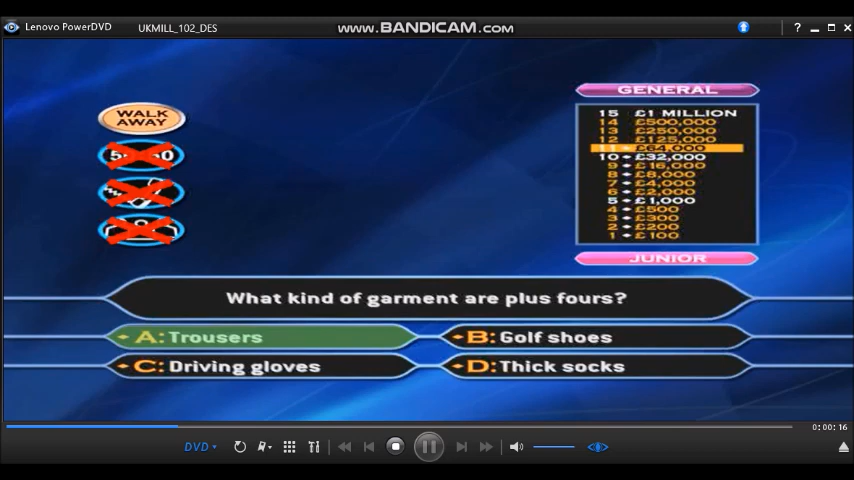 Lenovo PowerDVD
UKMILL_102_DES
www.BANDICAM.com
?
WALK
AWAY
GENERAL
15 £1 MILLION
14 £500,000
13 £250,000
12 £125,000
11 £64,000
10 £32,000
9 £16,000
8 £8,000
7 £4,000
6 £2,000
5 £1,000
4 £500
3 £300
2 £200
1 £100
JUNIOR
What kind of garment are plus fours?
A: Trousers
B: Golf shoes
C: Driving gloves
D: Thick socks
0:00:16
DVD